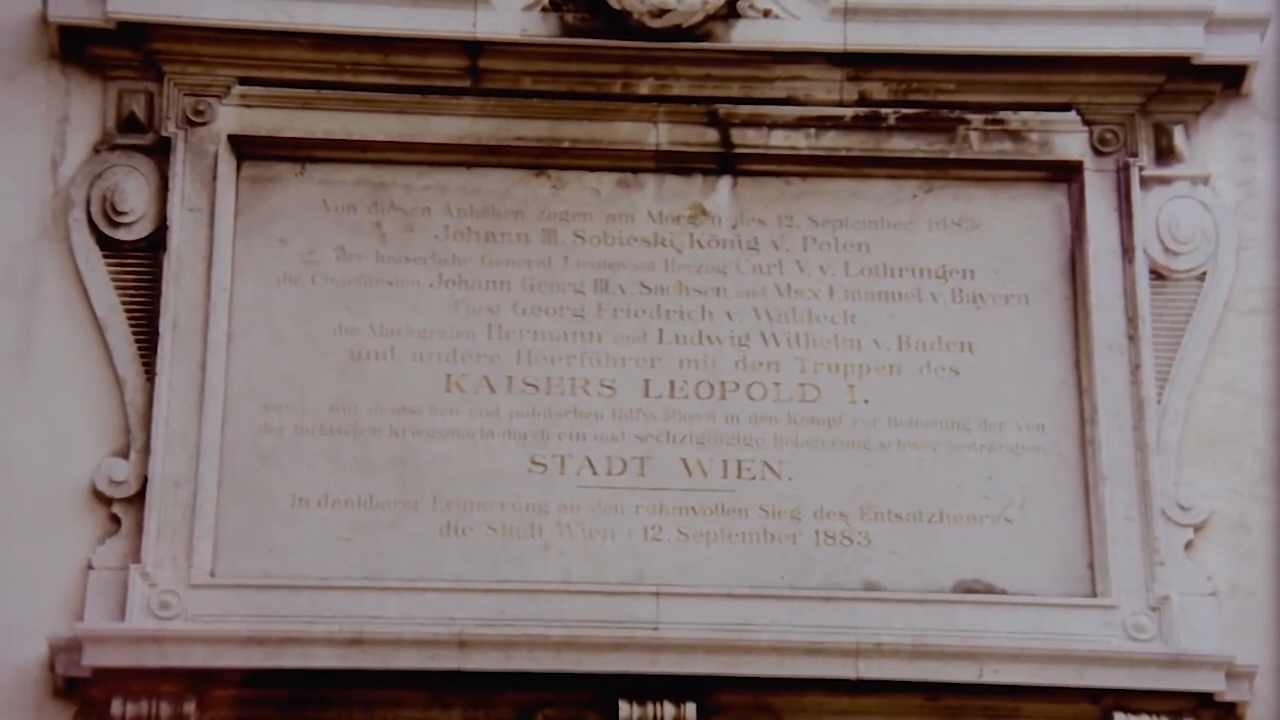 Von diesen Anhöhen zogen am Morgen des 12. September 1683
Johann III. Sobieski, König v. Polen
der kaiserliche General Lieutenant Herzog Carl V. v. Lothringen
die Churfürsten Johann Georg III. v. Sachsen und Max Emanuel v. Bayern
Fürst Georg Friedrich v. Waldeck
die Markgrafen Hermann und Ludwig Wilhelm v. Baden
und andere Heerführer mit den Truppen des
KAISERS LEOPOLD I.
deutschen und polnischen Hilfsvölkern in den Kampf zur Befreiung der von
der türkischen Kriegsmacht durch ein und sechzigtägige Belagerung schwer bedrängten
STADT WIEN.
In dankbarer Erinnerung an den ruhmvollen Sieg des Entsatzheeres
die Stadt Wien 12. September 1883